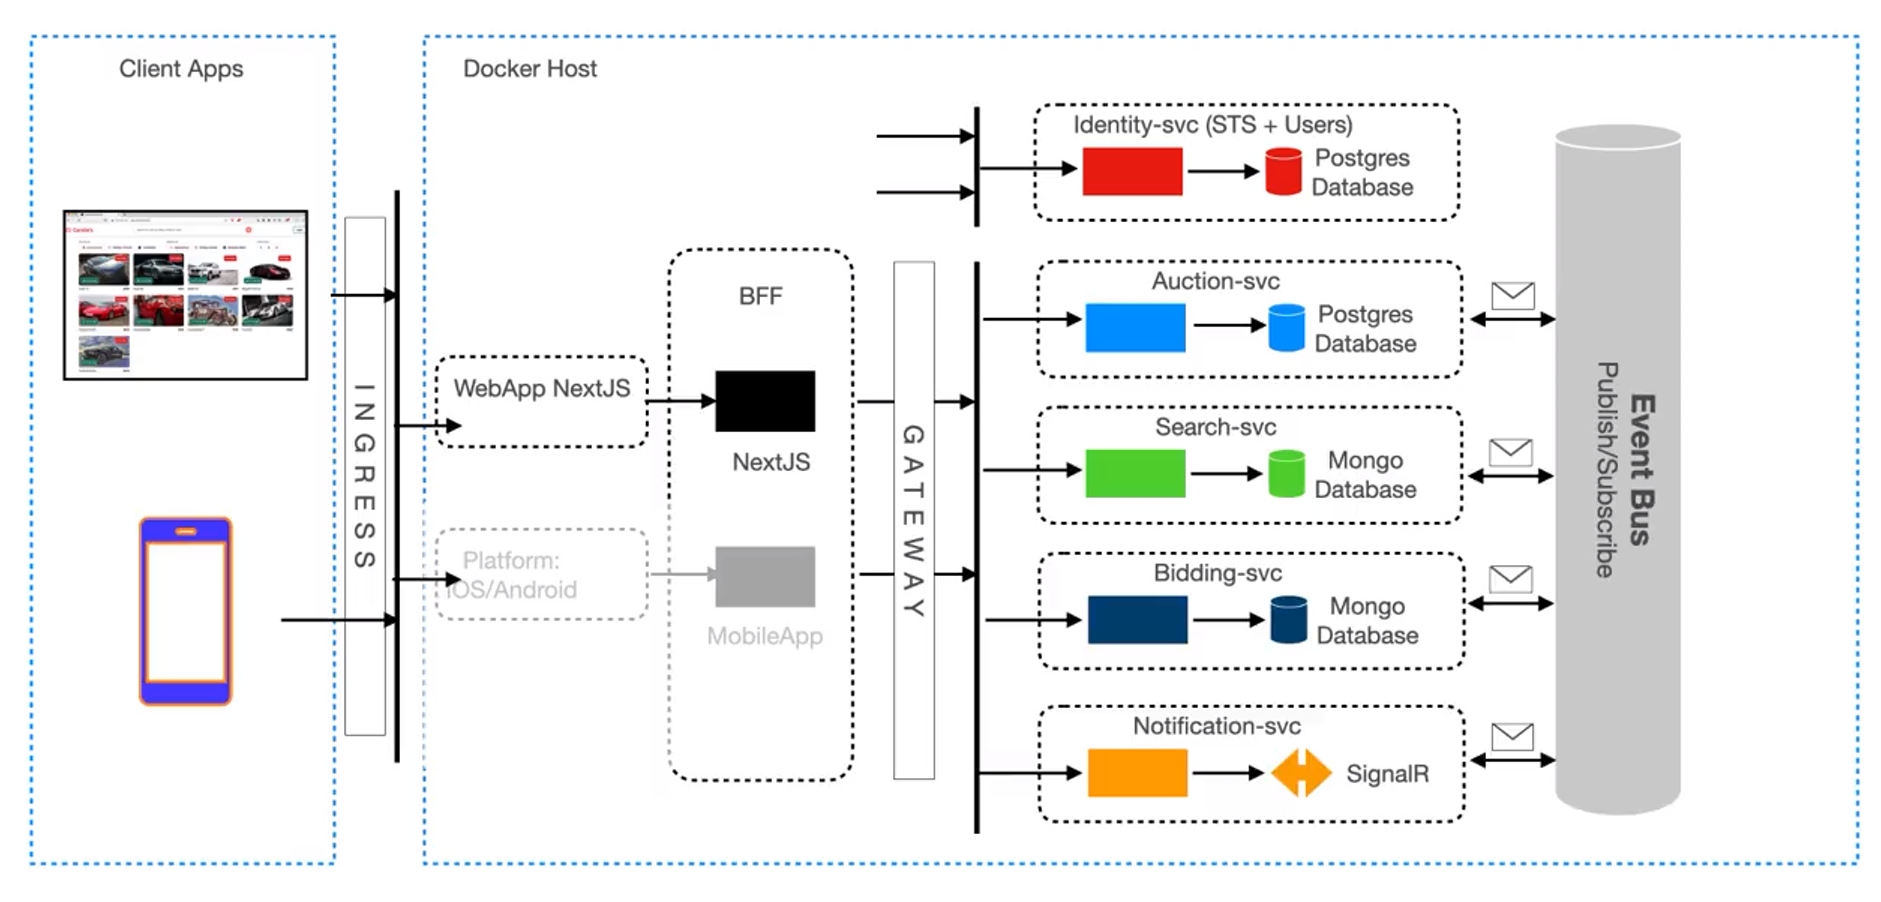 Client Apps
Docker Host
INGRESS
WebApp NextJS
Platform:
iOS/Android
BFF
NextJS
MobileApp
GATEWAY
Identity-svc (STS + Users)
Postgres
Database
Auction-svc
Postgres
Database
Search-svc
Mongo
Database
Bidding-svc
Mongo
Database
Notification-svc
SignalR
Event Bus
Publish/Subscribe